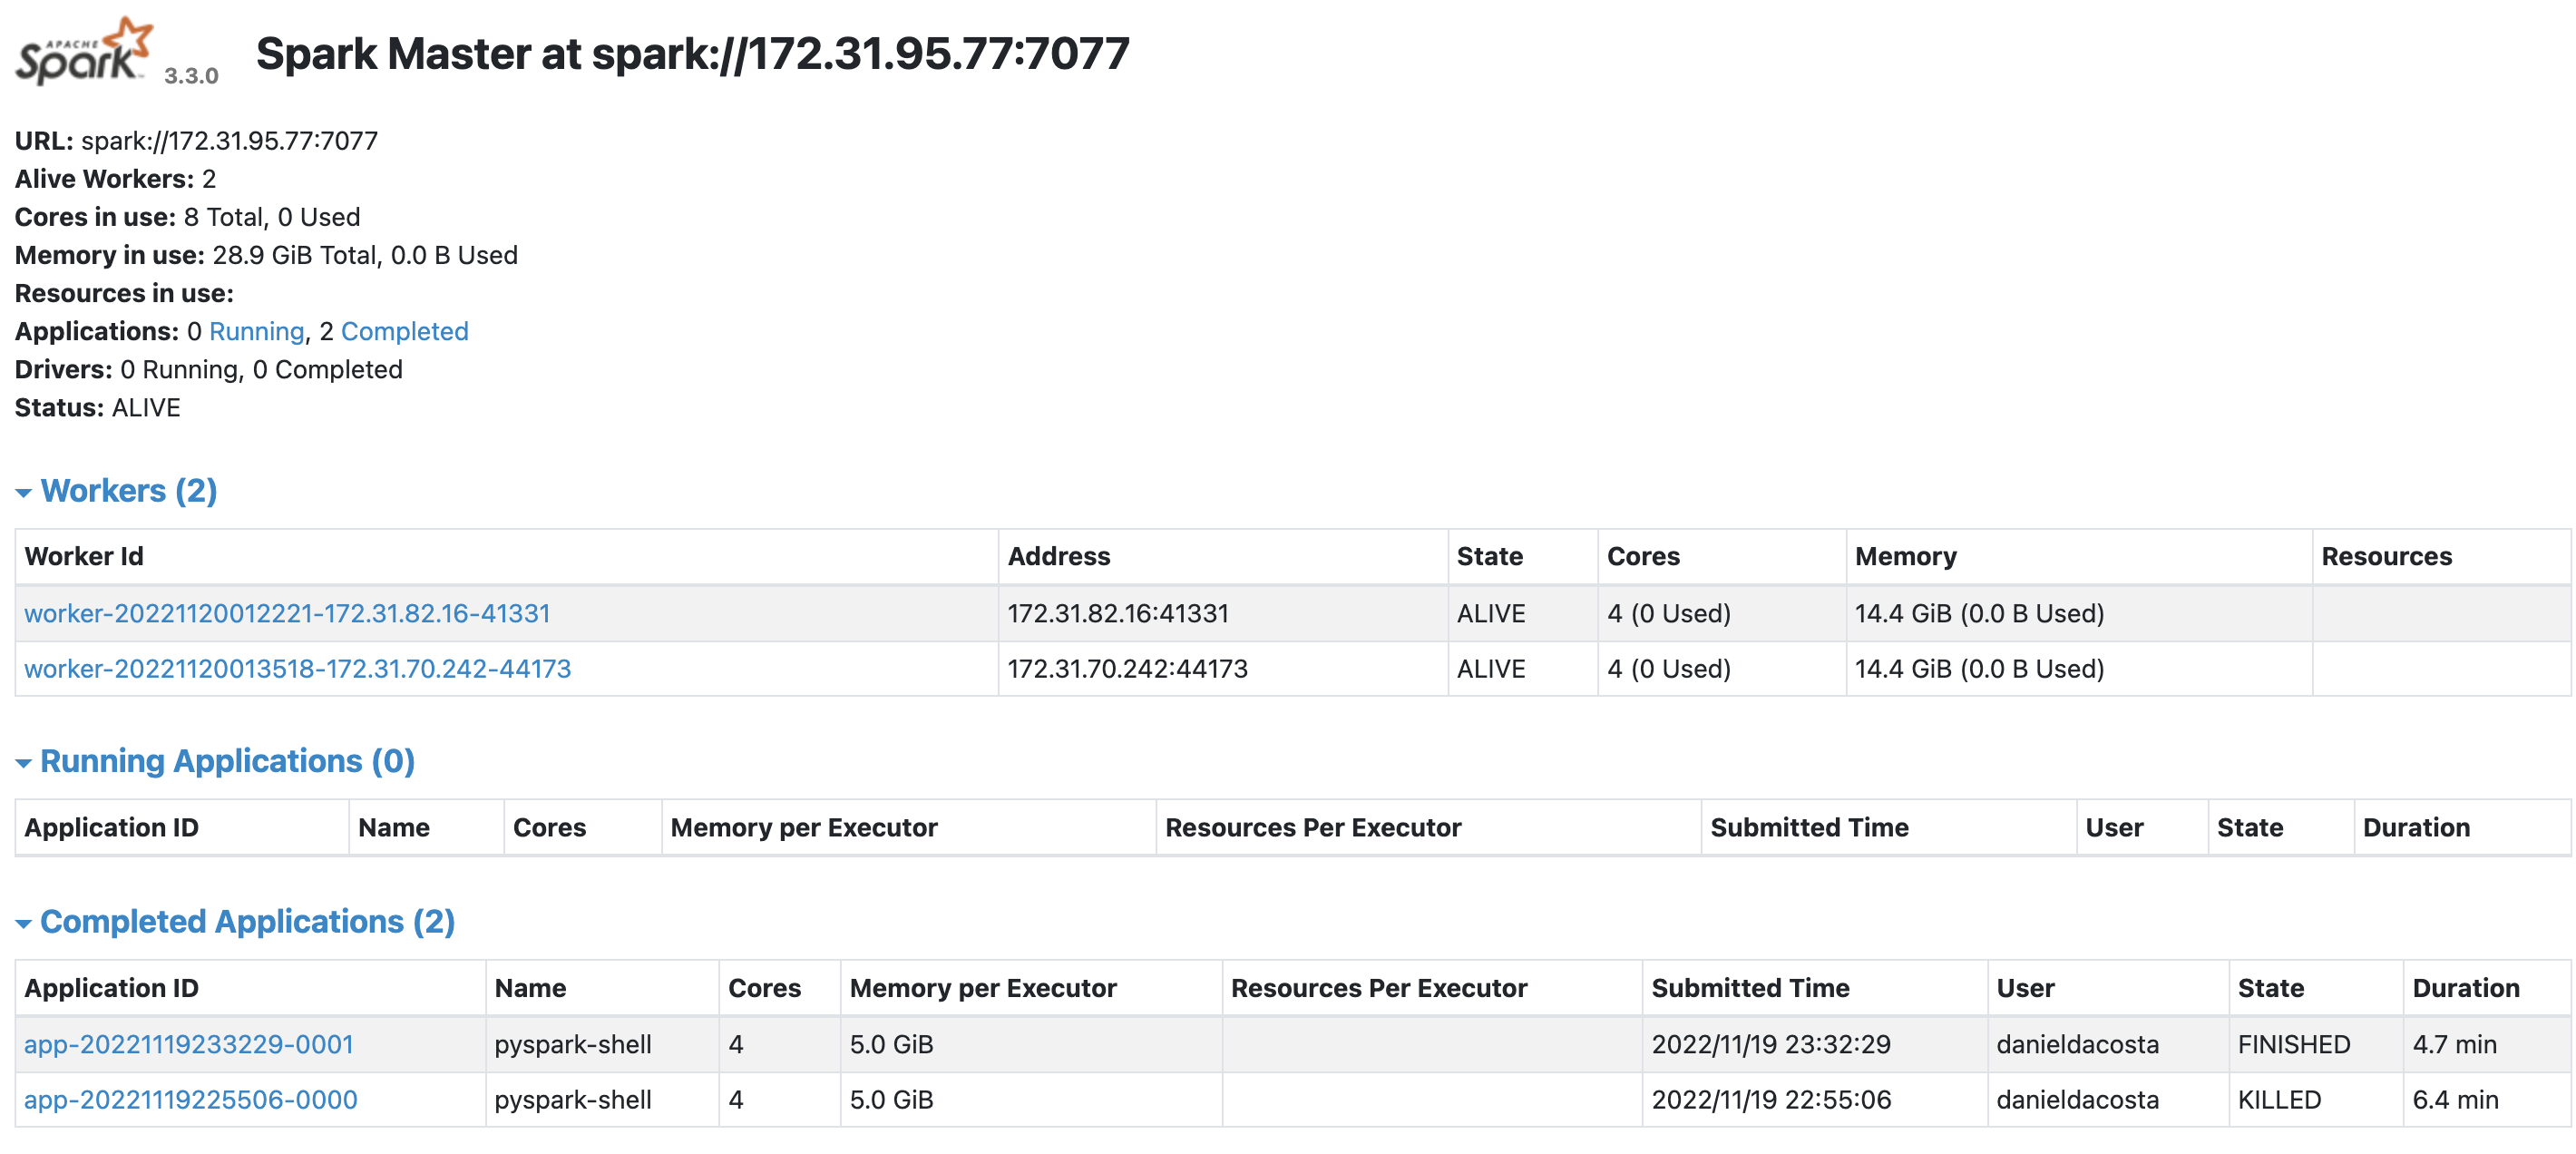 APACHE
Spark 3.3.0 Spark Master at spark://172.31.95.77:7077
URL: spark://172.31.95.77:7077
Alive Workers: 2
Cores in use: 8 Total, 0 Used
Memory in use: 28.9 GiB Total, 0.0 B Used
Resources in use:
Applications: 0 Running, 2 Completed
Drivers: 0 Running, 0 Completed
Status: ALIVE
Workers (2)
Worker Id Address State Cores Memory Resources
worker-20221120012221-172.31.82.16-41331 172.31.82.16:41331 ALIVE 4 (0 Used) 14.4 GiB (0.0 B Used)
worker-20221120013518-172.31.70.242-44173 172.31.70.242:44173 ALIVE 4 (0 Used) 14.4 GiB (0.0 B Used)
Running Applications (0)
Application ID Name Cores Memory per Executor Resources Per Executor Submitted Time User State Duration
Completed Applications (2)
Application ID Name Cores Memory per Executor Resources Per Executor Submitted Time User State Duration
app-20221119233229-0001 pyspark-shell 4 5.0 GiB 2022/11/19 23:32:29 danieldacosta FINISHED 4.7 min
app-20221119225506-0000 pyspark-shell 4 5.0 GiB 2022/11/19 22:55:06 danieldacosta KILLED 6.4 min